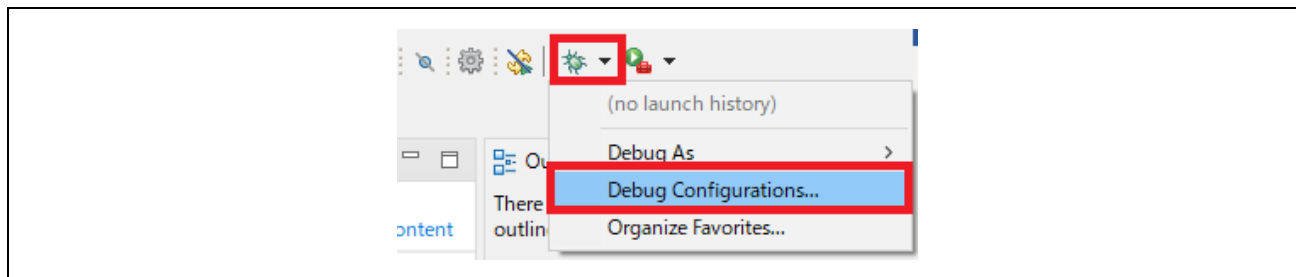 (no launch history)
Debug As
Debug Configurations...
Organize Favorites...
There
ontent
outlin